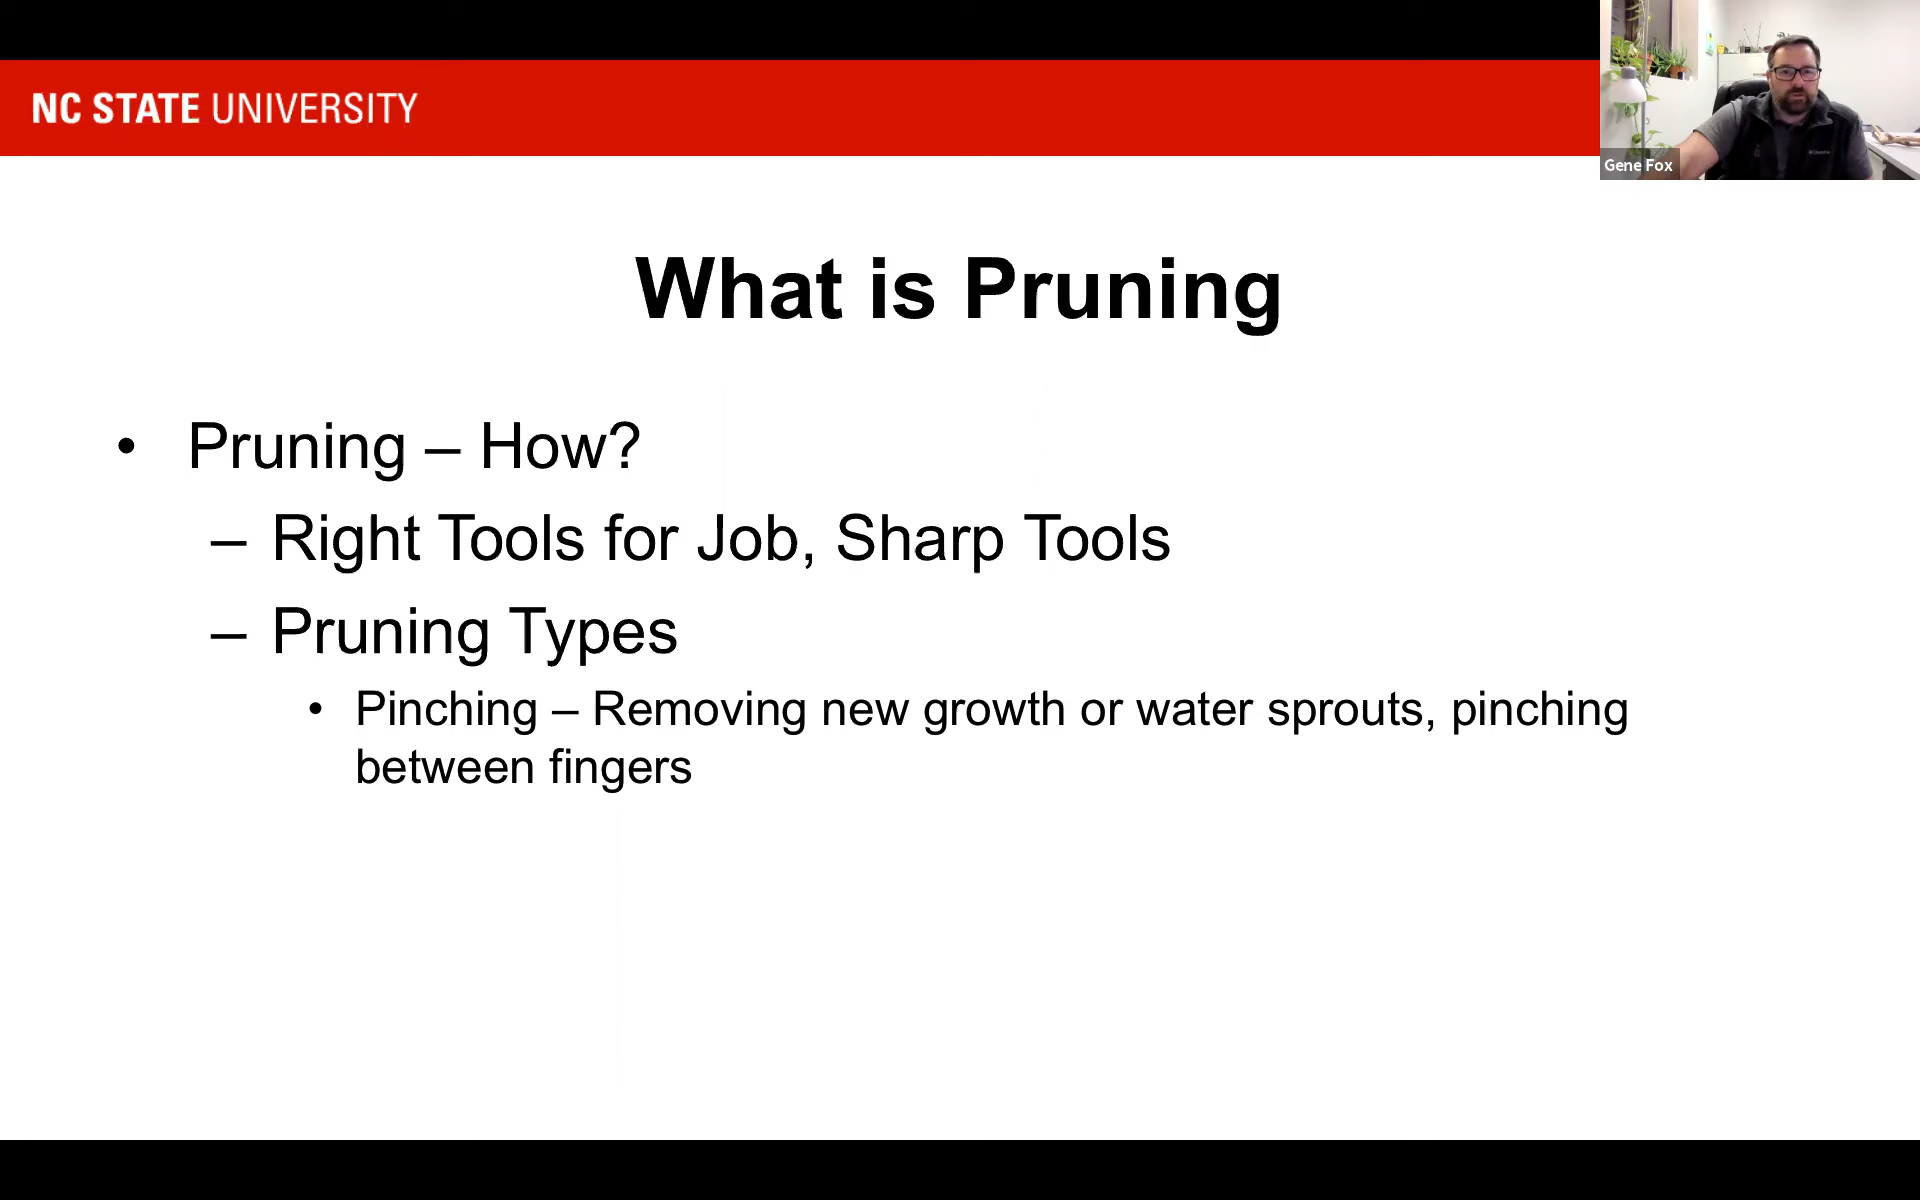 NC STATE UNIVERSITY
Gene Fox
What is Pruning
• Pruning – How?
– Right Tools for Job, Sharp Tools
– Pruning Types
• Pinching – Removing new growth or water sprouts, pinching
between fingers